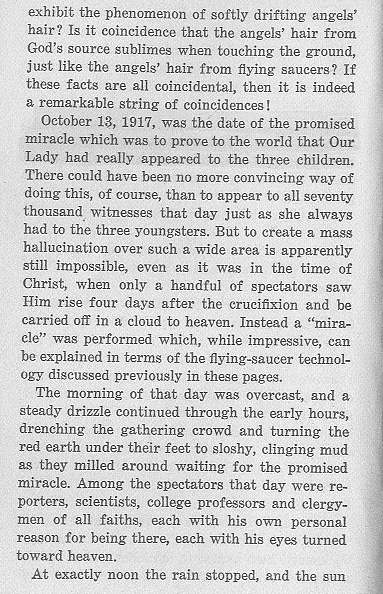 exhibit the phenomenon of softly drifting angels'
hair? Is it coincidence that the angels' hair from
God's source sublimes when touching the ground,
just like the angels' hair from flying saucers? If
these facts are all coincidental, then it is indeed
a remarkable string of coincidences!
October 13, 1917, was the date of the promised
miracle which was to prove to the world that Our
Lady had really appeared to the three children.
There could have been no more convincing way of
doing this, of course, than to appear to all seventy
thousand witnesses that day just as she always
had to the three youngsters. But to create a mass
hallucination over such a wide area is apparently
still impossible, even as it was in the time of
Christ, when only a handful of spectators saw
Him rise four days after the crucifixion and be
carried off in a cloud to heaven. Instead a “mira-
cle” was performed which, while impressive, can
be explained in terms of the flying-saucer technol-
ogy discussed previously in these pages.
The morning of that day was overcast, and a
steady drizzle continued through the early hours,
drenching the gathering crowd and turning the
red earth under their feet to sloshy, clinging mud
as they milled around waiting for the promised
miracle. Among the spectators that day were re-
porters, scientists, college professors and clergy-
men of all faiths, each with his own personal
reason for being there, each with his eyes turned
toward heaven.
At exactly noon the rain stopped, and the sun